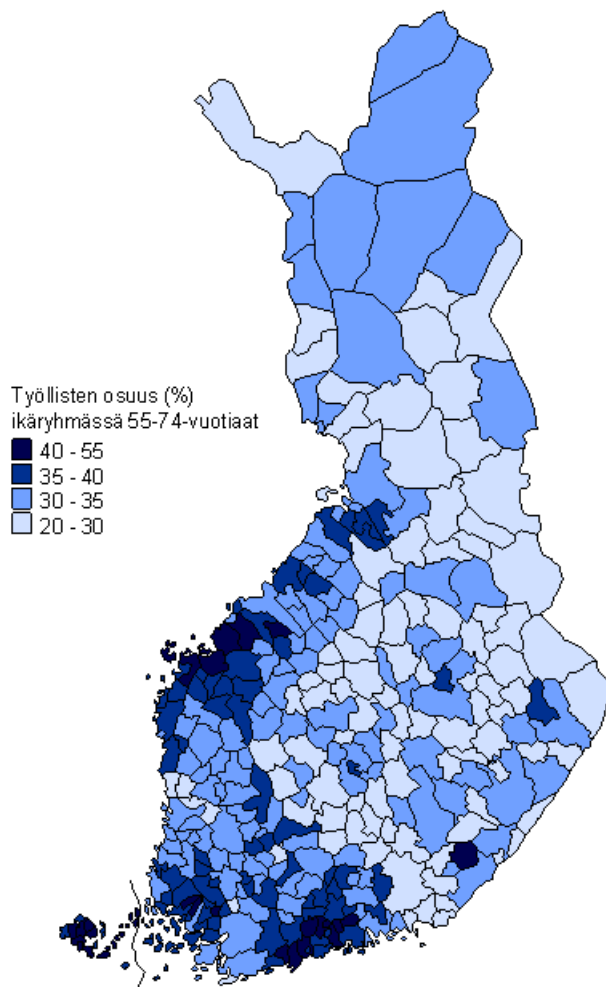 Työllisten osuus (%)
ikäryhmässä 55-74-vuotiaat
40 - 55
35 - 40
30 - 35
20 - 30